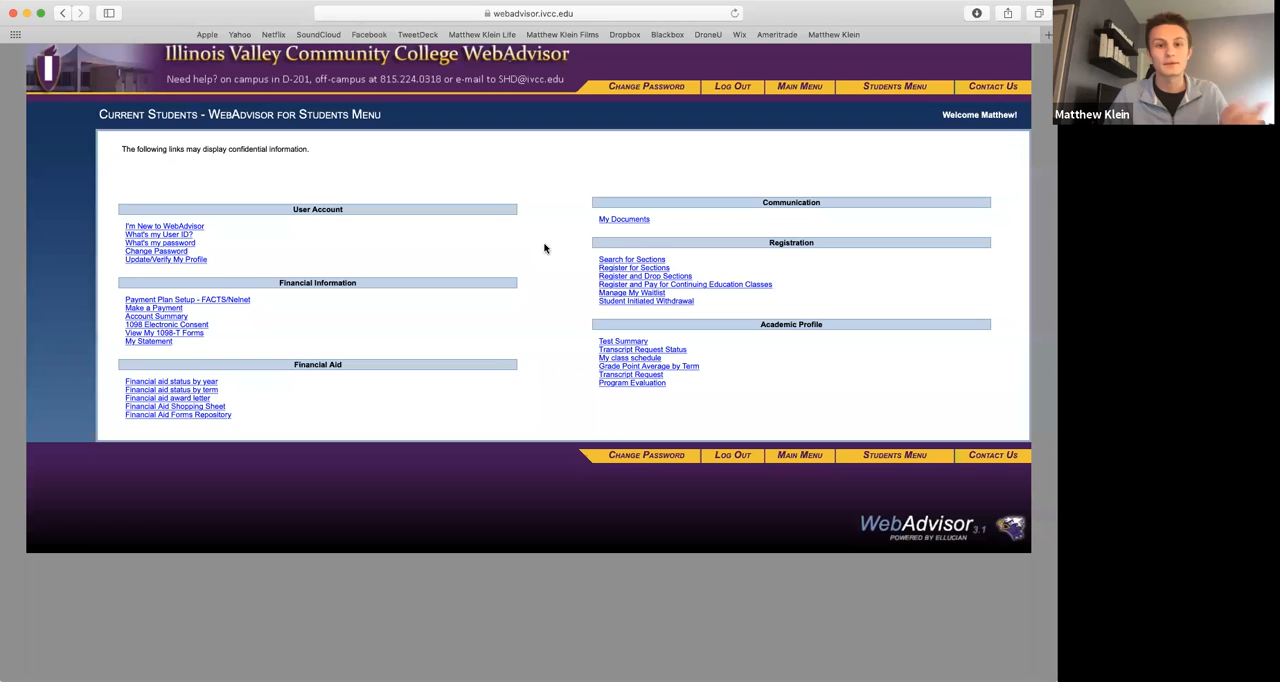 webadvisor.ivcc.edu
Apple Yahoo Netflix SoundCloud Facebook TweetDeck Matthew Klein Life Matthew Klein Films Dropbox Blackbox DroneU Wix Ameritrade Matthew Klein
Illinois Valley Community College WebAdvisor
Need help? on campus in D-201, off-campus at 815.224.0318 or e-mail to SHD@ivcc.edu
CHANGE PASSWORD LOG OUT MAIN MENU STUDENTS MENU CONTACT US
Matthew Klein
CURRENT STUDENTS - WEBADVISOR FOR STUDENTS MENU
Welcome Matthew!
The following links may display confidential information.
User Account
I'm New to WebAdvisor
What's my User ID?
What's my password
Change Password
Update/Verify My Profile
Financial Information
Payment Plan Setup - FACTS/Nelnet
Make a Payment
Account Summary
1098 Electronic Consent
View My 1098-T Forms
My Statement
Financial Aid
Financial aid status by year
Financial aid status by term
Financial aid award letter
Financial Aid Shopping Sheet
Financial Aid Forms Repository
Communication
My Documents
Registration
Search for Sections
Register for Sections
Register and Drop Sections
Register and Pay for Continuing Education Classes
Manage My Waitlist
Student Initiated Withdrawal
Academic Profile
Test Summary
Transcript Request Status
My class schedule
Grade Point Average by Term
Transcript Request
Program Evaluation
CHANGE PASSWORD LOG OUT MAIN MENU STUDENTS MENU CONTACT US
WebAdvisor 3.1
POWERED BY ELLUCIAN